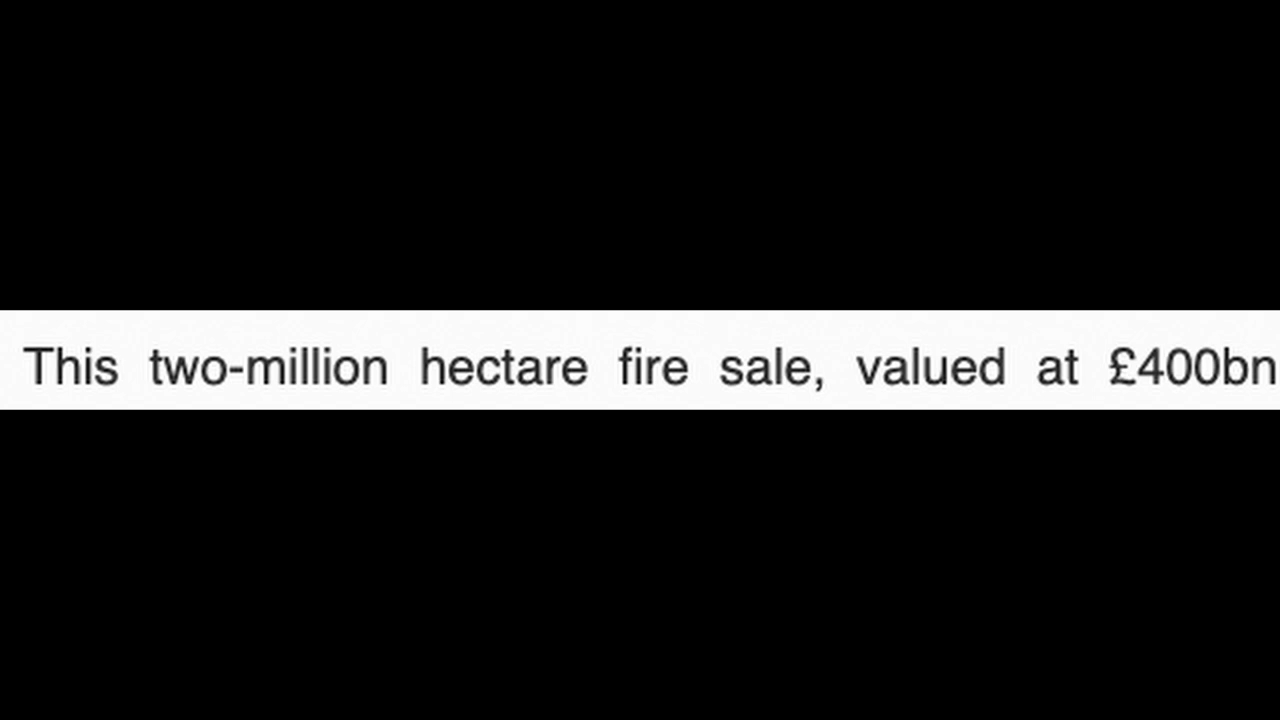 This two-million hectare fire sale, valued at £400bn